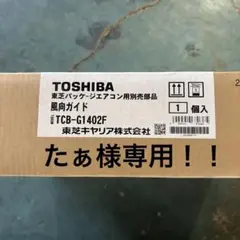 TOSHIBA
東芝パッケージエアコン用別売部品
風向ガイド
MODEL TCB-G1402F
東芝キヤリア株式会社
1 個入
たぁ様専用！！